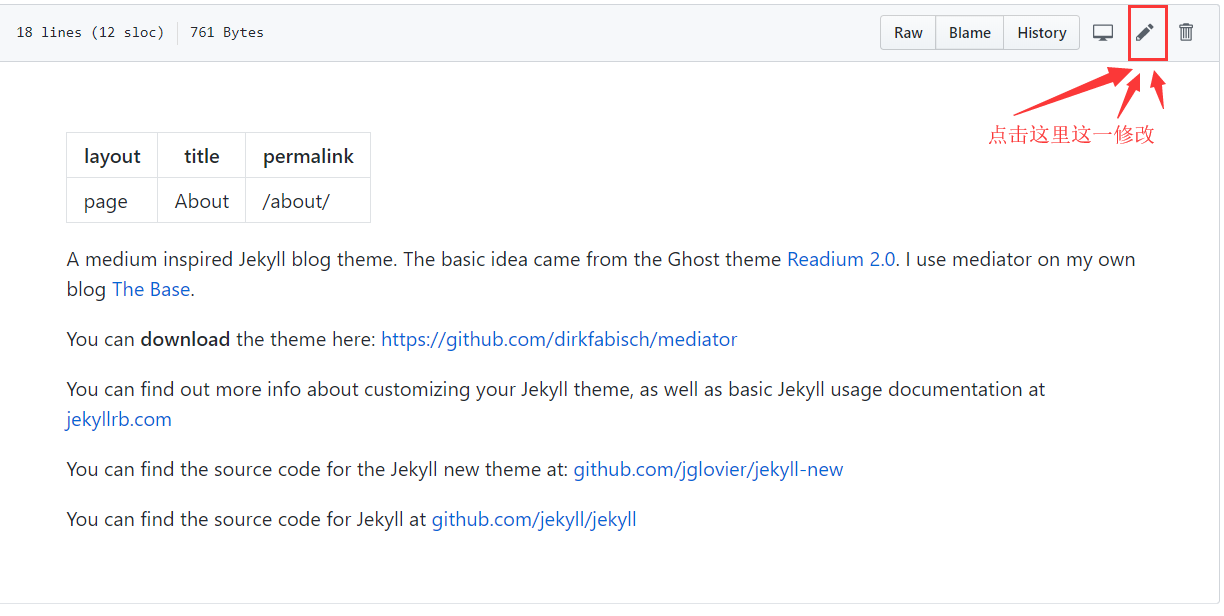 18 lines (12 sloc) 761 Bytes Raw Blame History
点击这里这一修改
layout title permalink
page About /about/
A medium inspired Jekyll blog theme. The basic idea came from the Ghost theme Readium 2.0. I use mediator on my own
blog The Base.
You can download the theme here: https://github.com/dirkfabisch/mediator
You can find out more info about customizing your Jekyll theme, as well as basic Jekyll usage documentation at
jekyllrb.com
You can find the source code for the Jekyll new theme at: github.com/jglovier/jekyll-new
You can find the source code for Jekyll at github.com/jekyll/jekyll